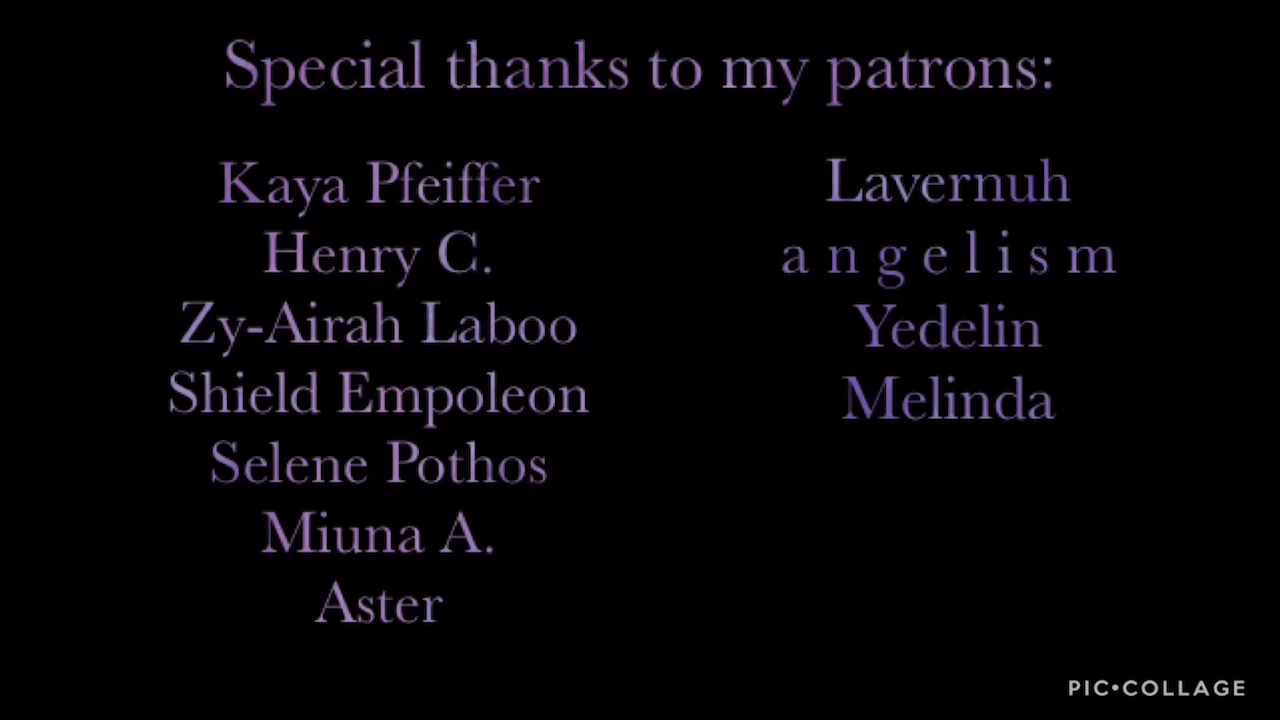 Special thanks to my patrons:
Kaya Pfeiffer
Henry C.
Zy-Airah Laboo
Shield Empoleon
Selene Pothos
Miuna A.
Aster
Lavernuh
a n g e l i s m
Yedelin
Melinda
PIC•COLLAGE